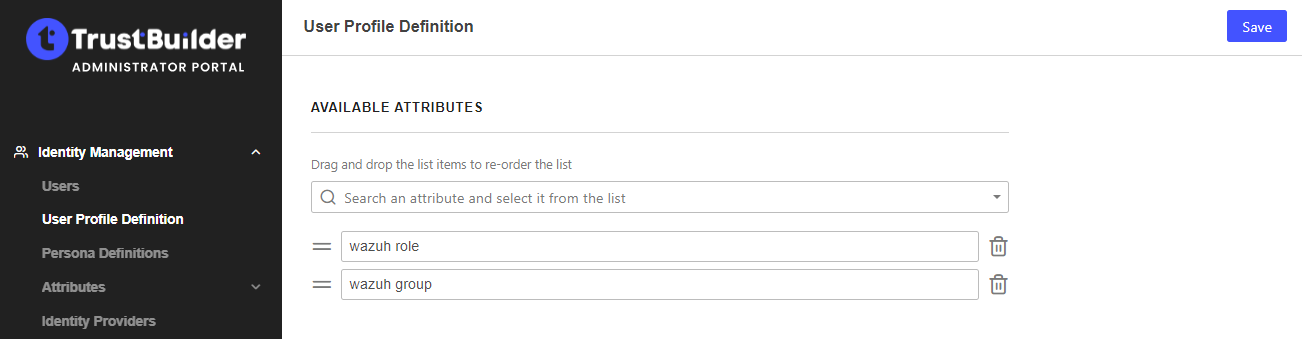 TrustBuilder
ADMINISTRATOR PORTAL
Identity Management
Users
User Profile Definition
Persona Definitions
Attributes
Identity Providers
User Profile Definition
Save
AVAILABLE ATTRIBUTES
Drag and drop the list items to re-order the list
Search an attribute and select it from the list
wazuh role
wazuh group